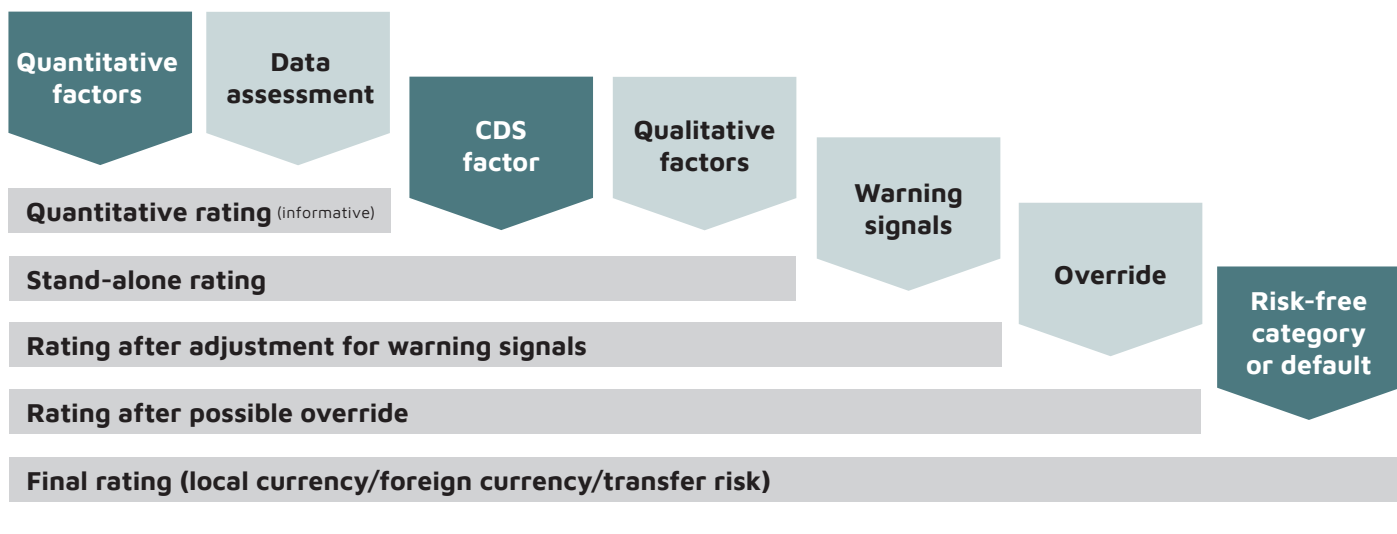 Quantitative
factors
Data
assessment
CDS
factor
Qualitative
factors
Warning
signals
Override
Risk-free
category
or default
Quantitative rating (informative)
Stand-alone rating
Rating after adjustment for warning signals
Rating after possible override
Final rating (local currency/foreign currency/transfer risk)